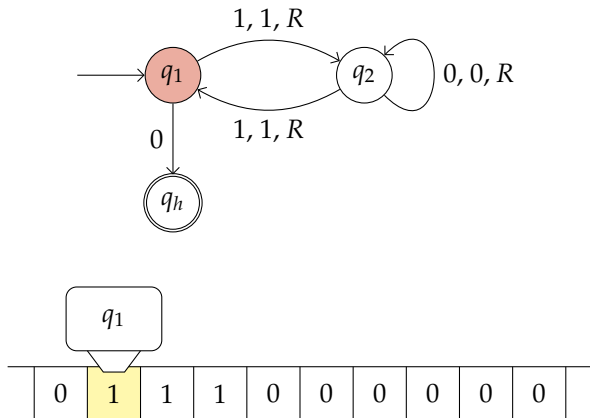 1, 1, R
q1 q2 0, 0, R
1, 1, R
0
qh
q1
0 1 1 1 0 0 0 0 0 0